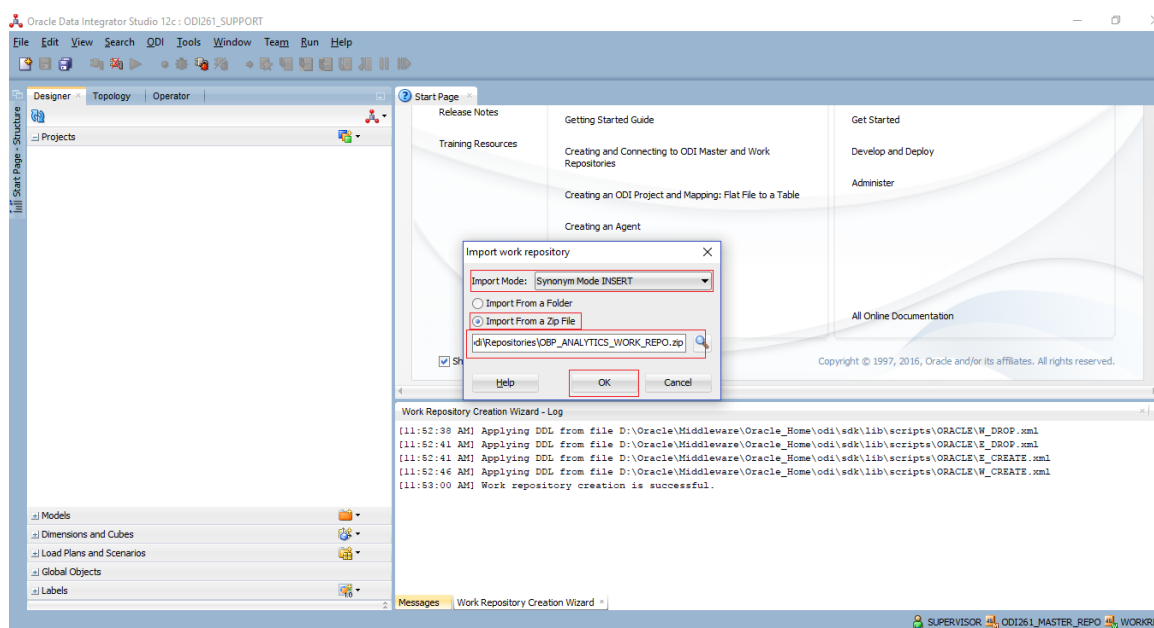 Oracle Data Integrator Studio 12c : ODI261_SUPPORT
File Edit View Search ODI Tools Window Team Run Help
Designer Topology Operator
Start Page
Start Page - Structure
Projects
Release Notes
Training Resources
Getting Started Guide
Creating and Connecting to ODI Master and Work
Repositories
Creating an ODI Project and Mapping: Flat File to a Table
Creating an Agent
Get Started
Develop and Deploy
Administer
All Online Documentation
Import work repository
Import Mode: Synonym Mode INSERT
Import From a Folder
Import From a Zip File
di\Repositories\OBP_ANALYTICS_WORK_REPO.zip
Help OK Cancel
Sh
Copyright © 1997, 2016, Oracle and/or its affiliates. All rights reserved.
Work Repository Creation Wizard - Log
[11:52:38 AM] Applying DDL from file D:\Oracle\Middleware\Oracle_Home\odi\sdk\lib\scripts\ORACLE\W_DROP.xml
[11:52:41 AM] Applying DDL from file D:\Oracle\Middleware\Oracle_Home\odi\sdk\lib\scripts\ORACLE\E_DROP.xml
[11:52:41 AM] Applying DDL from file D:\Oracle\Middleware\Oracle_Home\odi\sdk\lib\scripts\ORACLE\E_CREATE.xml
[11:52:46 AM] Applying DDL from file D:\Oracle\Middleware\Oracle_Home\odi\sdk\lib\scripts\ORACLE\W_CREATE.xml
[11:53:00 AM] Work repository creation is successful.
Models
Dimensions and Cubes
Load Plans and Scenarios
Global Objects
Labels
Messages Work Repository Creation Wizard
SUPERVISOR ODI261_MASTER_REPO WORKR